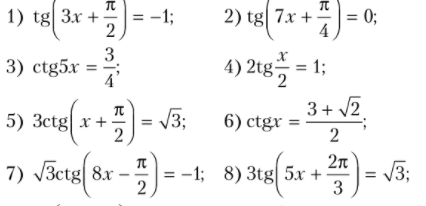 1) tg(3x + π/2) = −1; 2) tg(7x + π/4) = 0;
3) ctg5x = 3/4; 4) 2tg x/2 = 1;
5) 3ctg(x + π/2) = √3; 6) ctgx = (3 + √2)/2;
7) √3ctg(8x − π/2) = −1; 8) 3tg(5x + 2π/3) = √3;